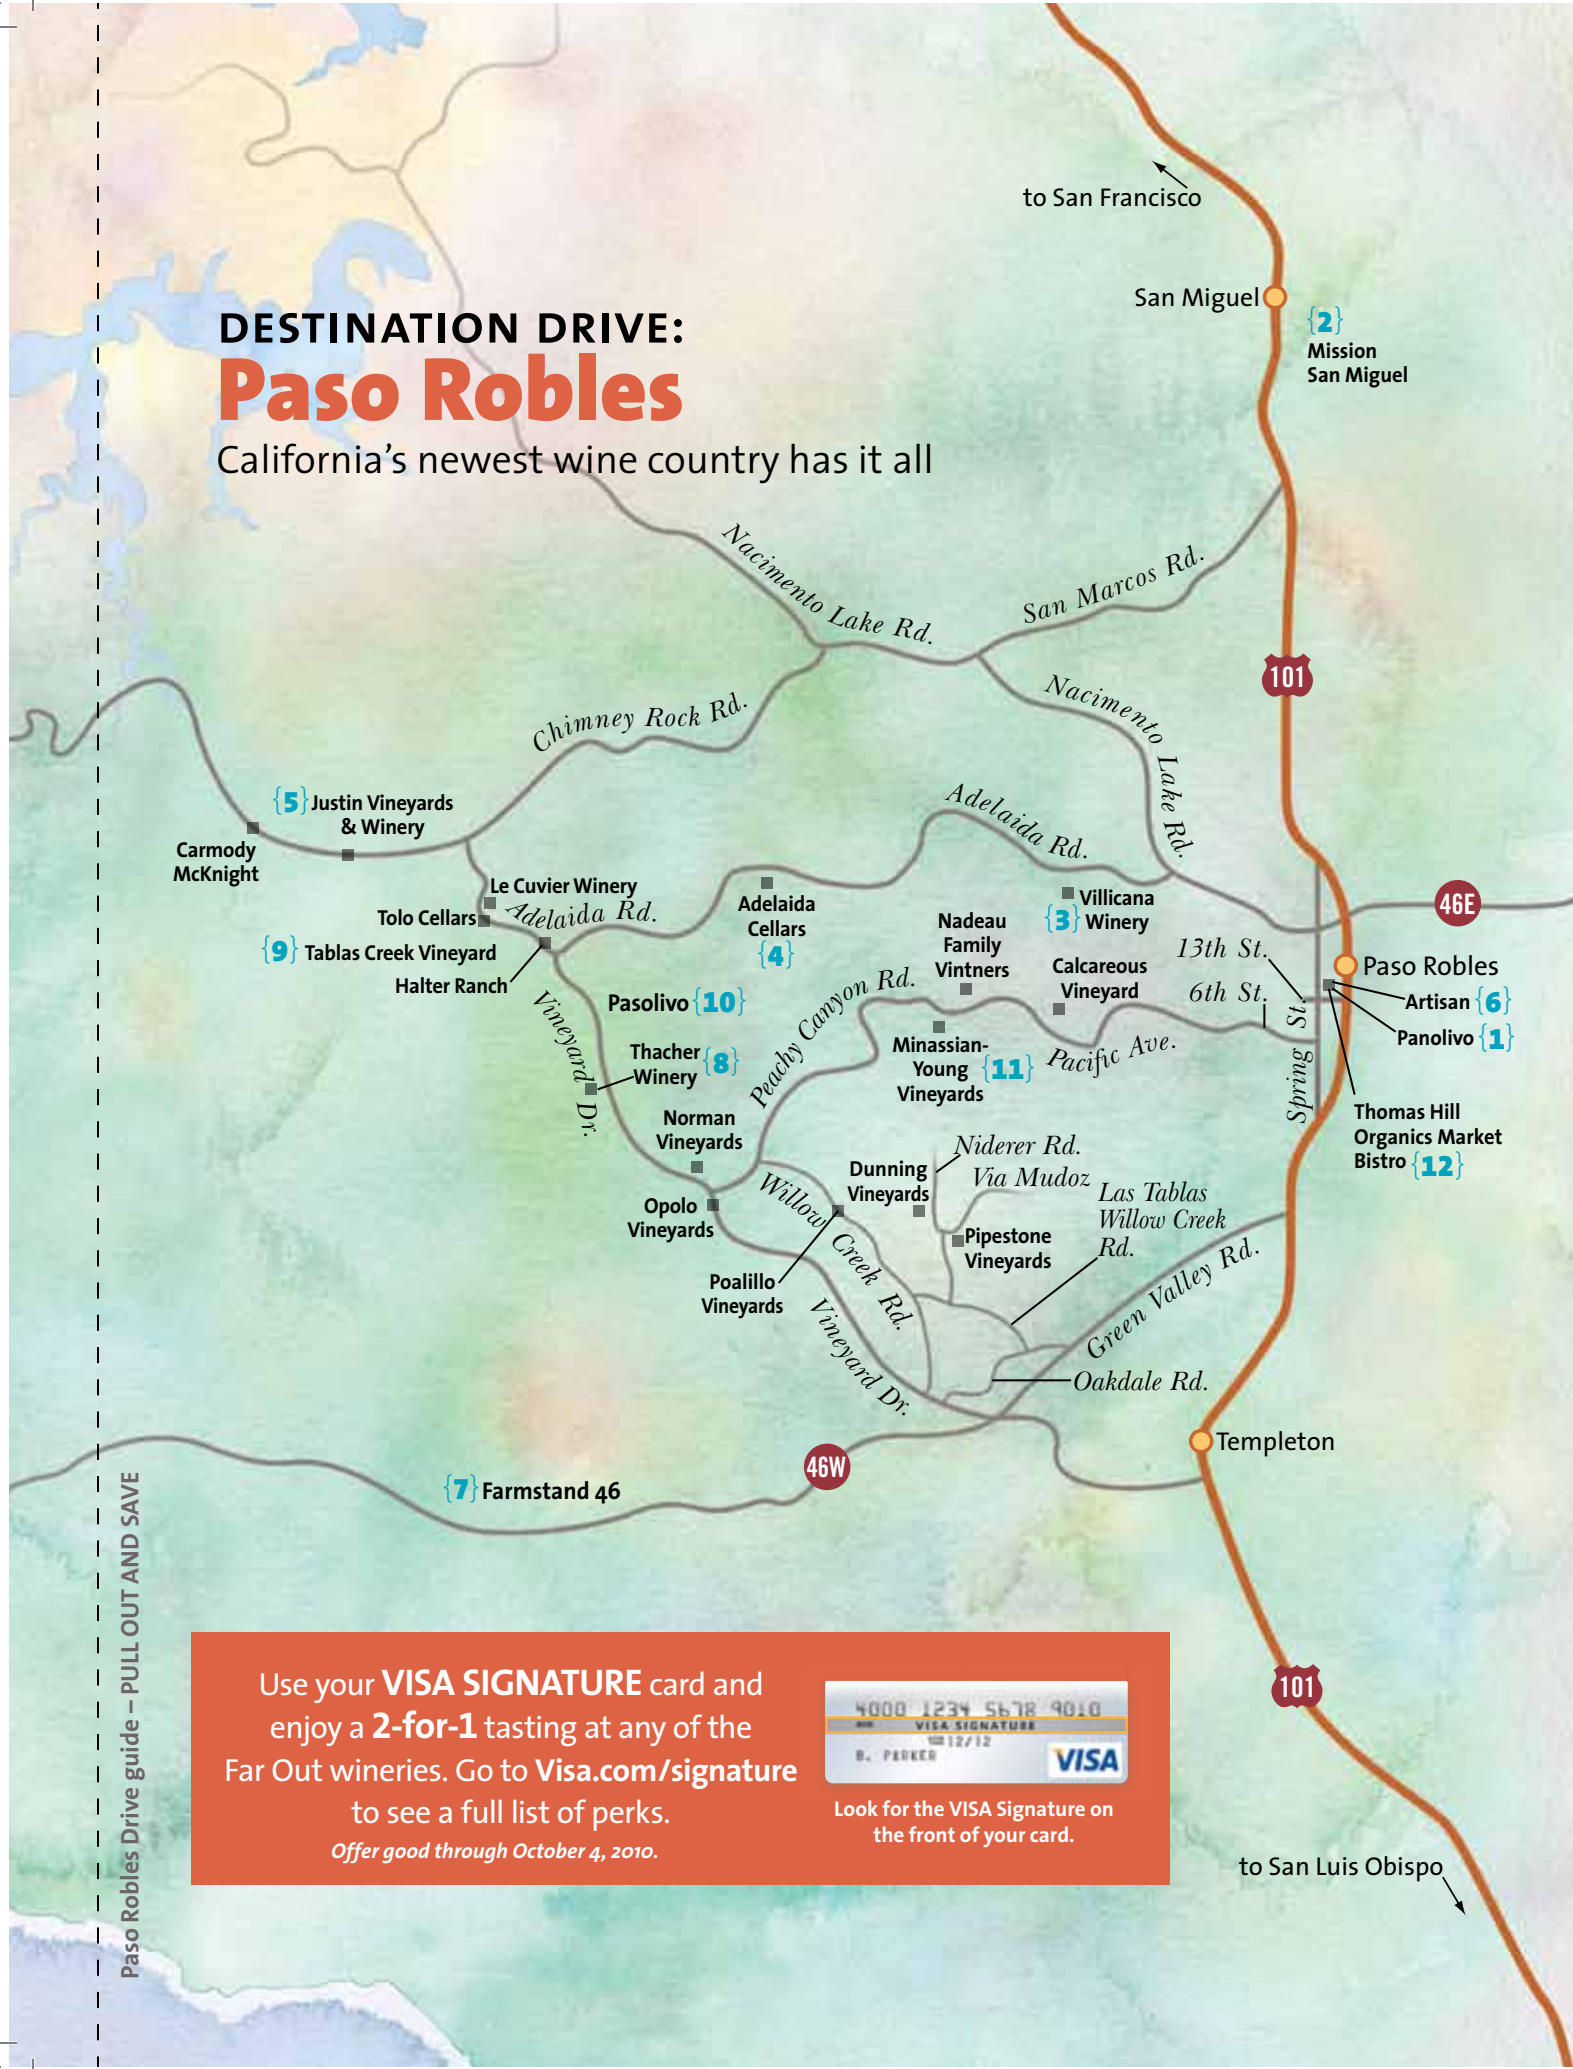 to San Francisco
San Miguel
{2}
Mission
San Miguel
DESTINATION DRIVE:
Paso Robles
California's newest wine country has it all
Nacimento Lake Rd.
San Marcos Rd.
101
Nacimento Lake Rd.
Chimney Rock Rd.
{5} Justin Vineyards
& Winery
Carmody
McKnight
Adelaida Rd.
Le Cuvier Winery
Adelaida Rd.
Tolo Cellars
{9} Tablas Creek Vineyard
Halter Ranch
Adelaida
Cellars
{4}
Villicana
{3} Winery
46E
Nadeau
Family
Vintners
Calcareous
Vineyard
13th St.
6th St.
Paso Robles
Artisan {6}
Panolivo {1}
Spring St.
Thomas Hill
Organics Market
Bistro {12}
Pasolivo {10}
Vineyard Dr.
Thacher
Winery {8}
Peachy Canyon Rd.
Minassian-
Young
Vineyards
{11}
Pacific Ave.
Norman
Vineyards
Opolo
Vineyards
Willow Creek Rd.
Dunning
Vineyards
Niderer Rd.
Via Mudoz
Las Tablas
Willow Creek
Rd.
Pipestone
Vineyards
Poalillo
Vineyards
Vineyard Dr.
Green Valley Rd.
Oakdale Rd.
Templeton
46W
{7} Farmstand 46
101
to San Luis Obispo
Paso Robles Drive guide – PULL OUT AND SAVE
Use your VISA SIGNATURE card and
enjoy a 2-for-1 tasting at any of the
Far Out wineries. Go to Visa.com/signature
to see a full list of perks.
Offer good through October 4, 2010.
4000 1234 5678 9010
VISA SIGNATURE
12/12
B. PARKER
VISA
Look for the VISA Signature on
the front of your card.